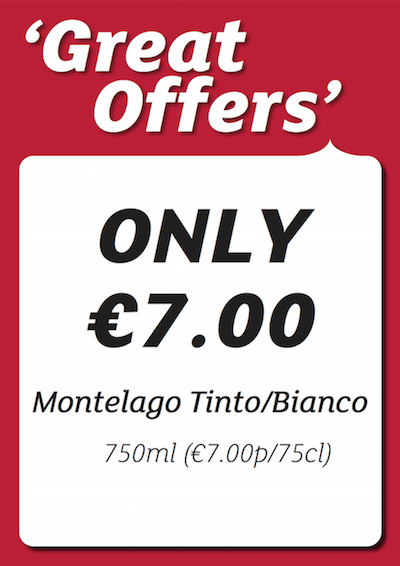 ‘Great
Offers’
ONLY
€7.00
Montelago Tinto/Bianco
750ml (€7.00p/75cl)